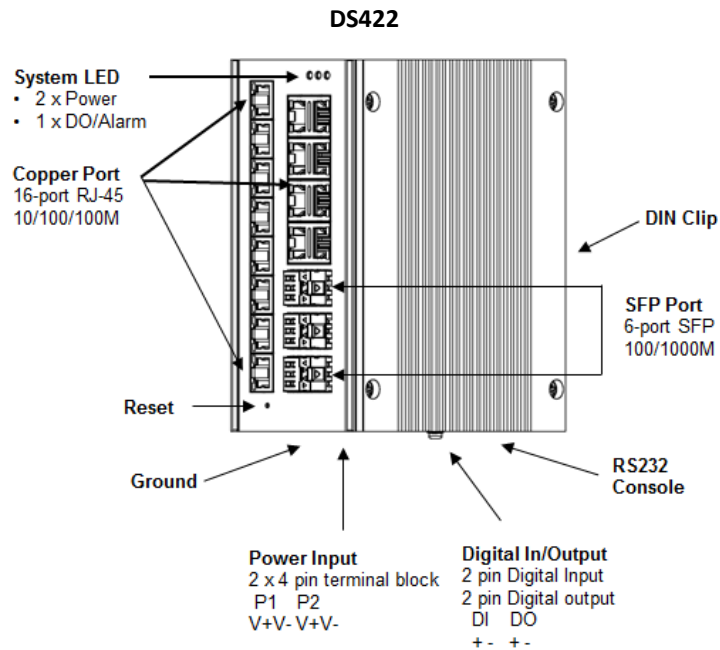 DS422
System LED
• 2 x Power
• 1 x DO/Alarm
Copper Port
16-port RJ-45
10/100/100M
DIN Clip
SFP Port
6-port SFP
100/1000M
Reset
Ground
RS232
Console
Power Input
2 x 4 pin terminal block
P1 P2
V+V- V+V-
Digital In/Output
2 pin Digital Input
2 pin Digital output
DI DO
+ - + -